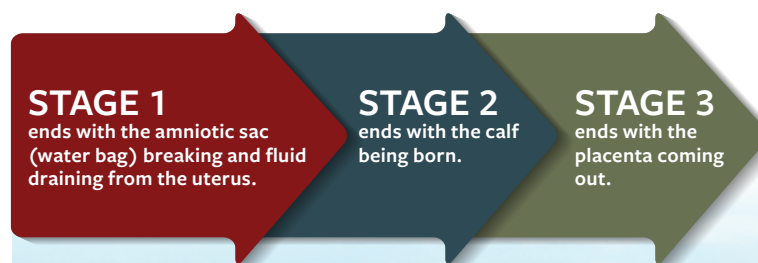 STAGE 1
ends with the amniotic sac
(water bag) breaking and fluid
draining from the uterus.
STAGE 2
ends with the calf
being born.
STAGE 3
ends with the
placenta coming
out.